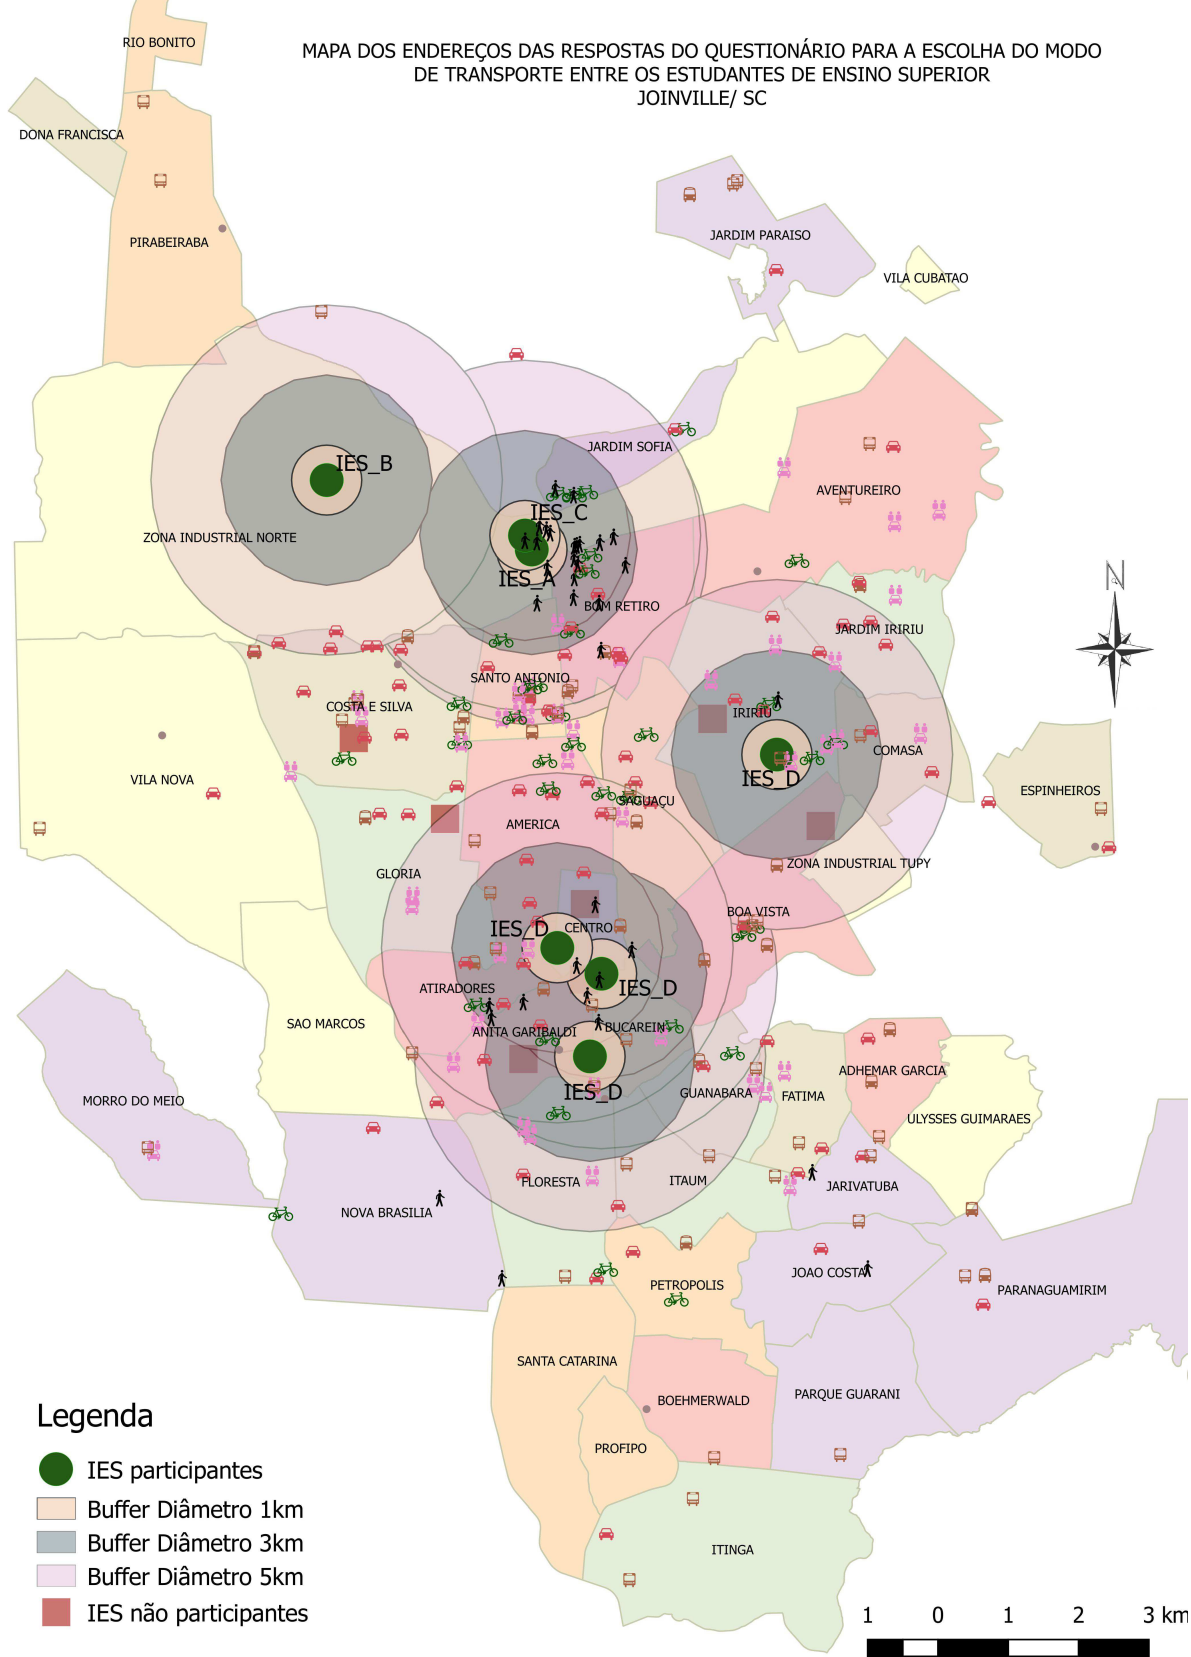 MAPA DOS ENDEREÇOS DAS RESPOSTAS DO QUESTIONÁRIO PARA A ESCOLHA DO MODO
DE TRANSPORTE ENTRE OS ESTUDANTES DE ENSINO SUPERIOR
JOINVILLE/ SC
RIO BONITO
DONA FRANCISCA
PIRABEIRABA
JARDIM PARAISO
VILA CUBATAO
JARDIM SOFIA
IES_B
AVENTUREIRO
IES_C
ZONA INDUSTRIAL NORTE
IES_A
N
BOM RETIRO
JARDIM IRIRIU
SANTO ANTONIO
COSTA E SILVA
IRIRIU
COMASA
VILA NOVA
IES_D
ESPINHEIROS
SAGUAÇU
AMERICA
ZONA INDUSTRIAL TUPY
GLORIA
BOA VISTA
IES_D
CENTRO
ATIRADORES
IES_D
SAO MARCOS
ANITA GARIBALDI
BUCAREIN
ADHEMAR GARCIA
IES_D
GUANABARA
FATIMA
MORRO DO MEIO
ULYSSES GUIMARAES
FLORESTA
ITAUM
JARIVATUBA
NOVA BRASILIA
JOAO COSTA
PETROPOLIS
PARANAGUAMIRIM
SANTA CATARINA
PARQUE GUARANI
BOEHMERWALD
PROFIPO
ITINGA
Legenda
IES participantes
Buffer Diâmetro 1km
Buffer Diâmetro 3km
Buffer Diâmetro 5km
IES não participantes
1 0 1 2 3 km